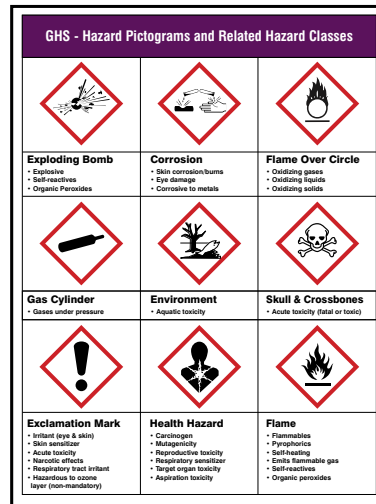 GHS - Hazard Pictograms and Related Hazard Classes
Exploding Bomb
• Explosive
• Self-reactives
• Organic Peroxides
Corrosion
• Skin corrosion/burns
• Eye damage
• Corrosive to metals
Flame Over Circle
• Oxidizing gases
• Oxidizing liquids
• Oxidizing solids
Gas Cylinder
• Gases under pressure
Environment
• Aquatic toxicity
Skull & Crossbones
• Acute toxicity (fatal or toxic)
Exclamation Mark
• Irritant (eye & skin)
• Skin sensitizer
• Acute toxicity
• Narcotic effects
• Respiratory tract irritant
• Hazardous to ozone
layer (non-mandatory)
Health Hazard
• Carcinogen
• Mutagenicity
• Reproductive toxicity
• Respiratory sensitizer
• Target organ toxicity
• Aspiration toxicity
Flame
• Flammables
• Pyrophorics
• Self-heating
• Emits flammable gas
• Self-reactives
• Organic peroxides